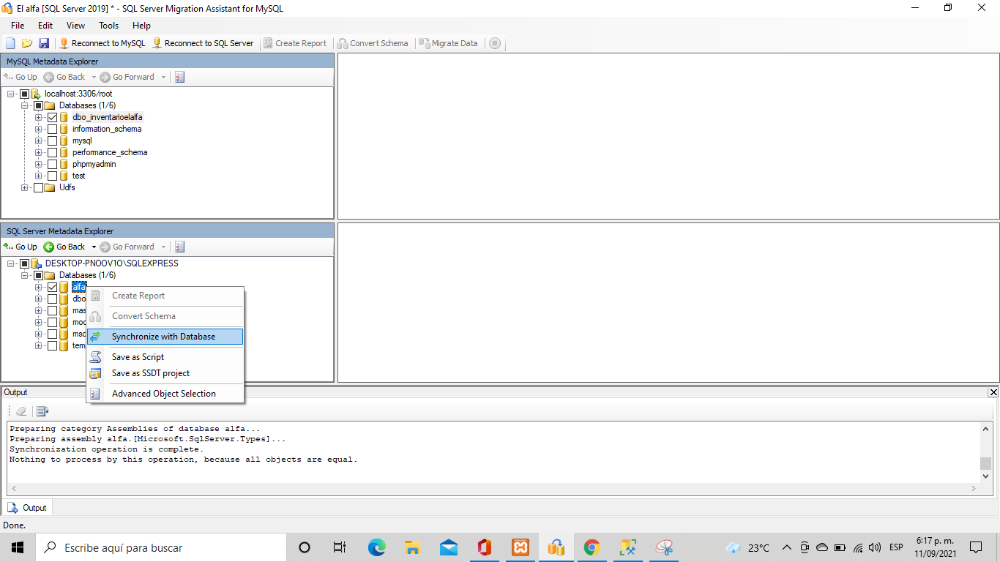 El alfa [SQL Server 2019] * - SQL Server Migration Assistant for MySQL
File Edit View Tools Help
Reconnect to MySQL Reconnect to SQL Server Create Report Convert Schema Migrate Data
MySQL Metadata Explorer
Go Up Go Back Go Forward
localhost:3306/root
Databases (1/6)
dbo_inventarioelalfa
information_schema
mysql
performance_schema
phpmyadmin
test
Udfs
SQL Server Metadata Explorer
Go Up Go Back Go Forward
DESKTOP-PNOOV1O\SQLEXPRESS
Databases (1/6)
alfa
dbo
mas
mod
msd
tem
Create Report
Convert Schema
Synchronize with Database
Save as Script
Save as SSDT project
Advanced Object Selection
Output
Preparing category Assemblies of database alfa...
Preparing assembly alfa.[Microsoft.SqlServer.Types]...
Synchronization operation is complete.
Nothing to process by this operation, because all objects are equal.
Output
Done.
Escribe aquí para buscar
23°C
ESP
6:17 p. m.
11/09/2021